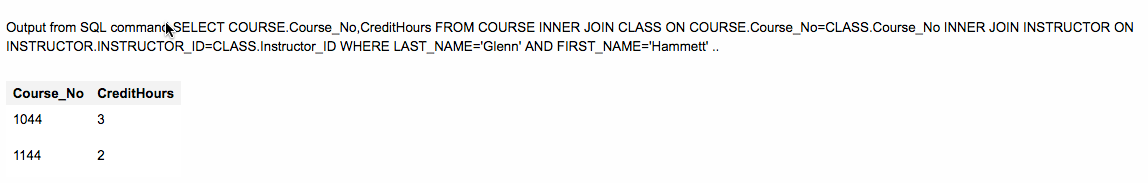 Output from SQL command SELECT COURSE.Course_No,CreditHours FROM COURSE INNER JOIN CLASS ON COURSE.Course_No=CLASS.Course_No INNER JOIN INSTRUCTOR ON
INSTRUCTOR.INSTRUCTOR_ID=CLASS.Instructor_ID WHERE LAST_NAME='Glenn' AND FIRST_NAME='Hammett' ..
Course_No CreditHours
1044 3
1144 2